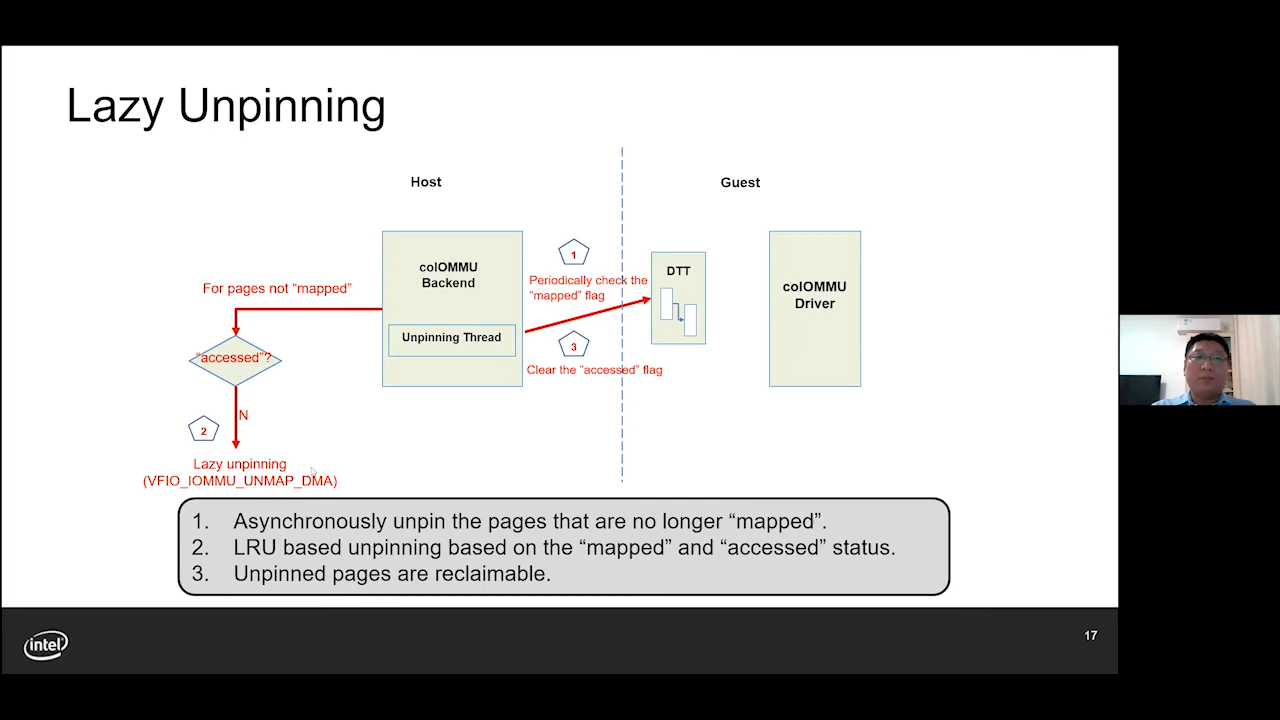 Lazy Unpinning
Host
Guest
coIOMMU
Backend
Unpinning Thread
1
Periodically check the
"mapped" flag
3
Clear the "accessed" flag
DTT
coIOMMU
Driver
For pages not "mapped"
"accessed"?
N
2
Lazy unpinning
(VFIO_IOMMU_UNMAP_DMA)
1. Asynchronously unpin the pages that are no longer “mapped”.
2. LRU based unpinning based on the “mapped” and “accessed” status.
3. Unpinned pages are reclaimable.
intel
17